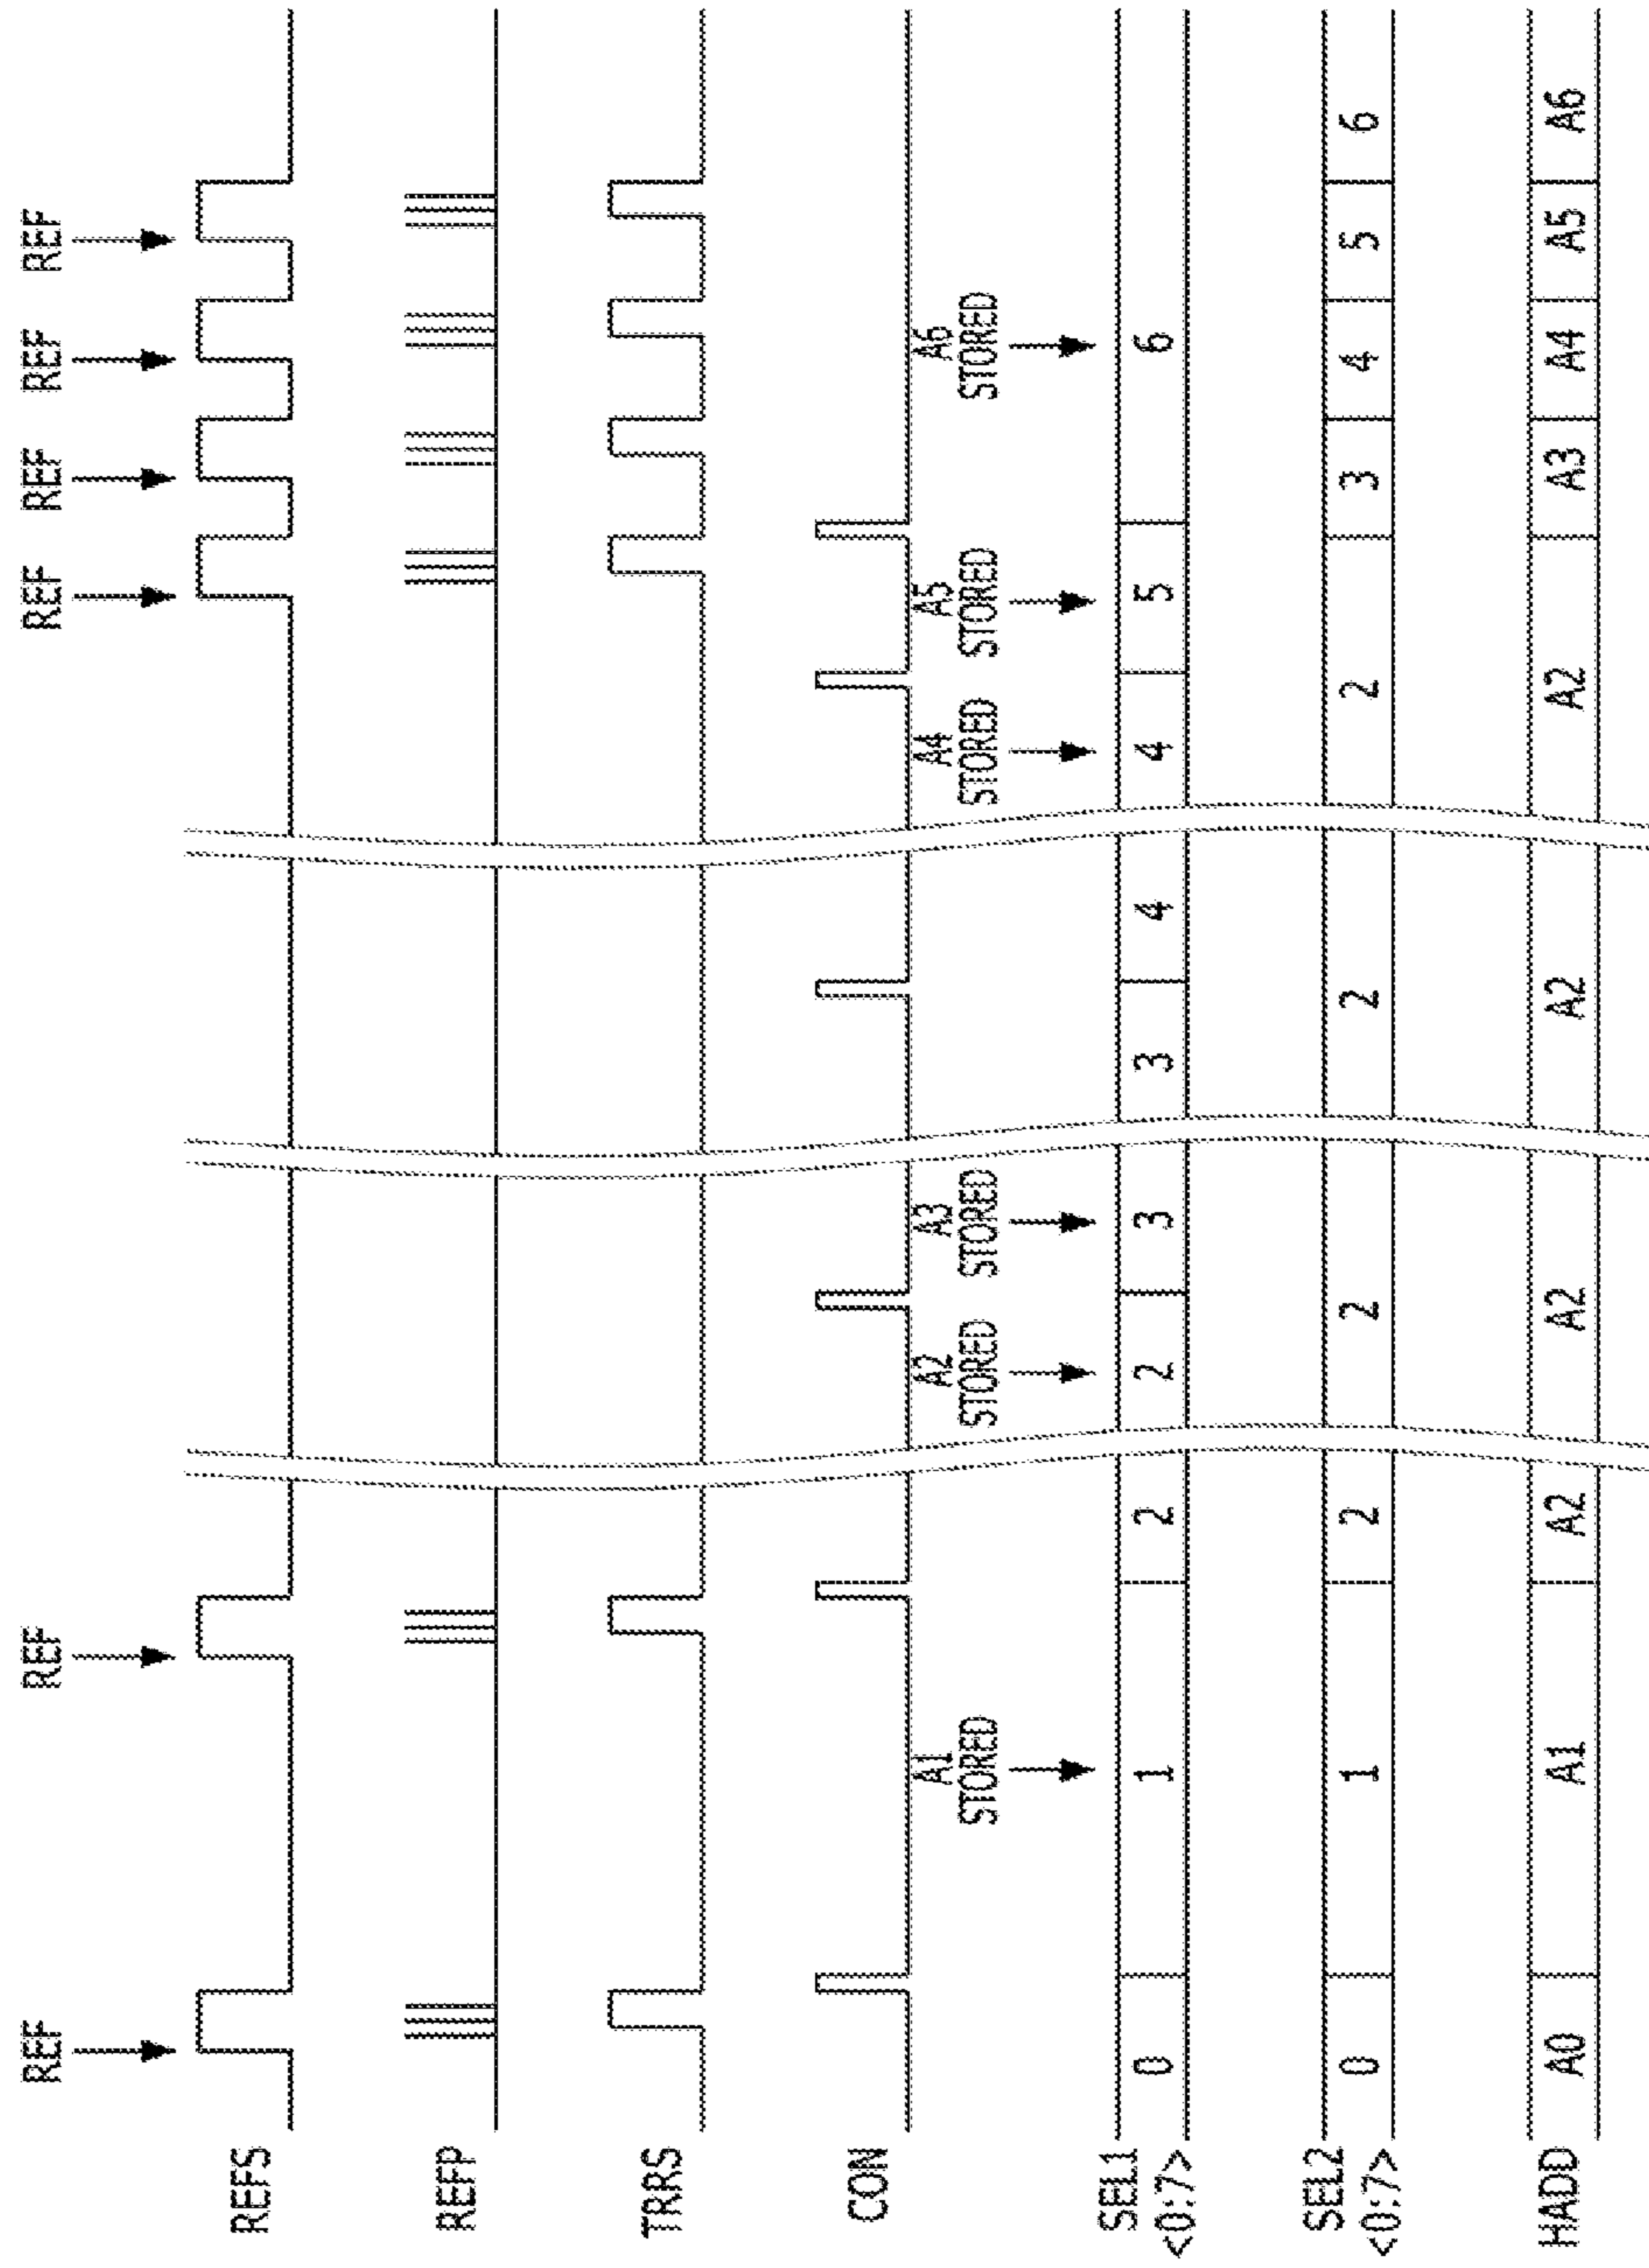 REF REF REF REF REF REF
REFS
REFP
TRRS
CON
A1 A2 A3 A4 A5 A6
STORED STORED STORED STORED STORED STORED
SEL1
<0:7>
0 1 2 2 3 3 4 4 5 6
SEL2
<0:7>
0 1 2 2 2 2 3 4 5 6
HADD
A0 A1 A2 A2 A2 A2 A3 A4 A5 A6